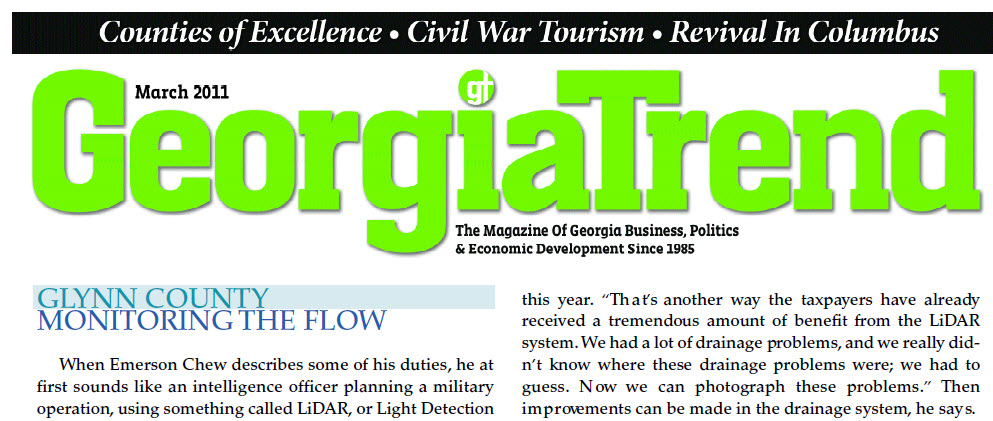 Counties of Excellence • Civil War Tourism • Revival In Columbus
March 2011
gt
GeorgiaTrend
The Magazine Of Georgia Business, Politics
& Economic Development Since 1985
GLYNN COUNTY
MONITORING THE FLOW
When Emerson Chew describes some of his duties, he at
first sounds like an intelligence officer planning a military
operation, using something called LiDAR, or Light Detection
this year. “That’s another way the taxpayers have already
received a tremendous amount of benefit from the LiDAR
system. We had a lot of drainage problems, and we really did-
n’t know where these drainage problems were; we had to
guess. Now we can photograph these problems.” Then
improvements can be made in the drainage system, he says.